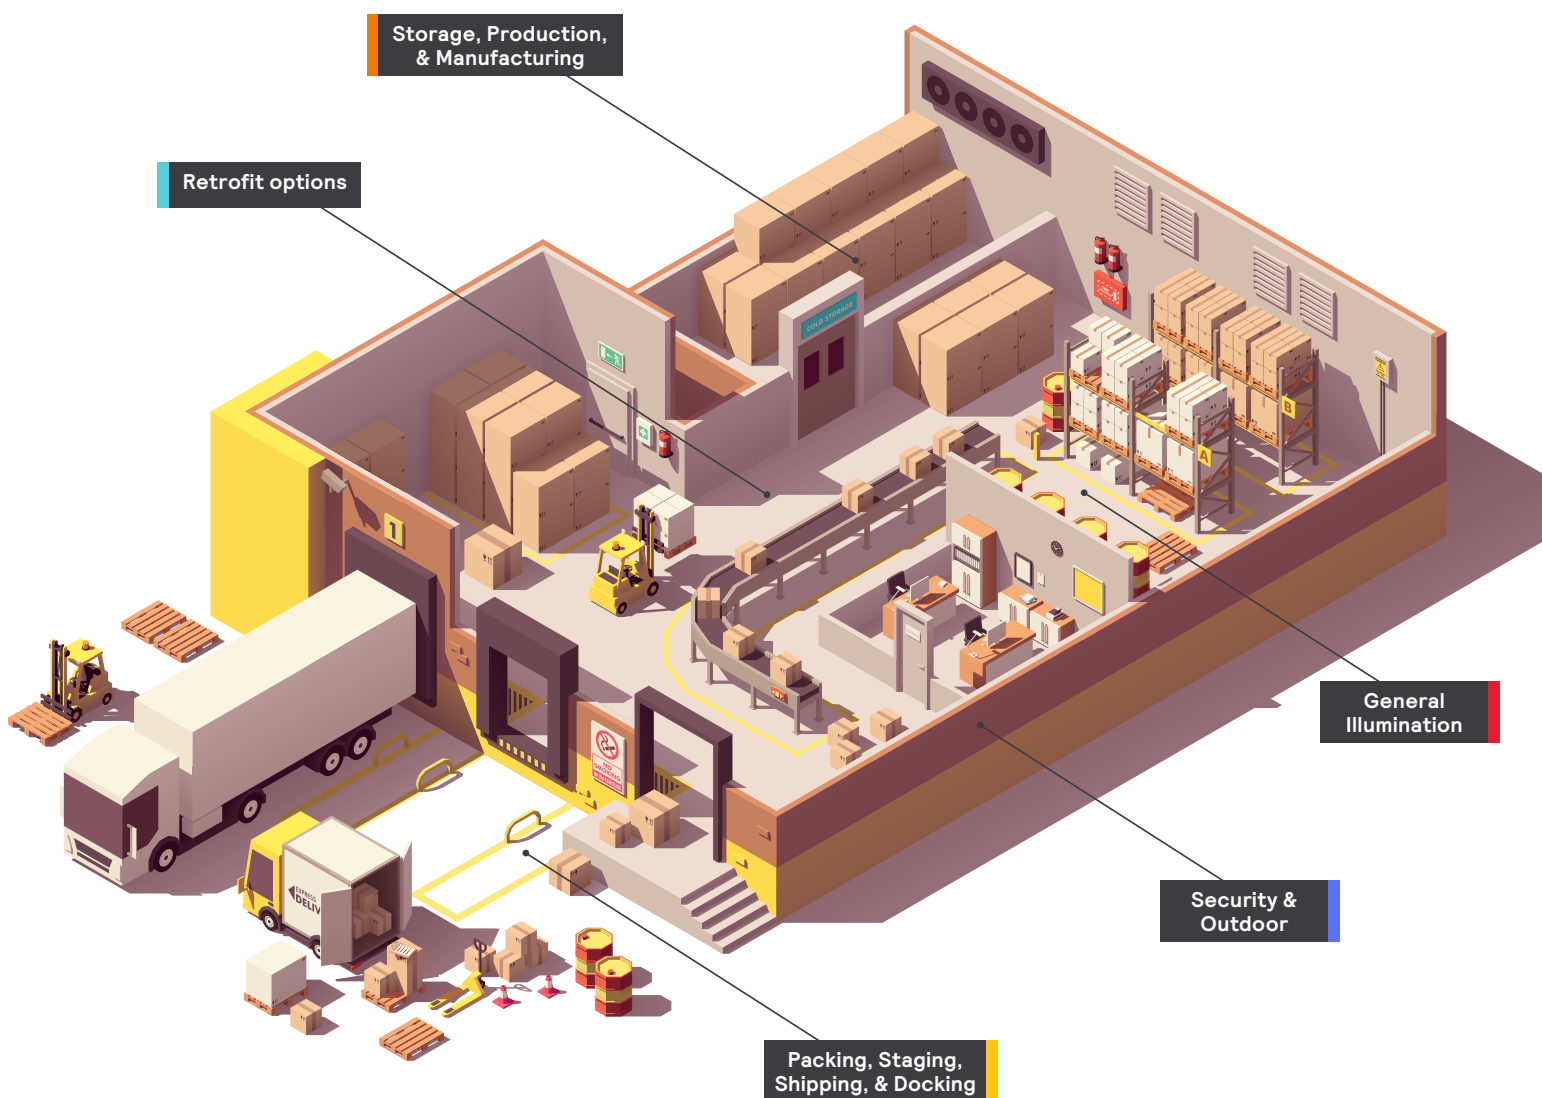 Storage, Production,
& Manufacturing
Retrofit options
COLD STORAGE
B
A
1
General
Illumination
NO
SMOKING
EXPRESS
DELIV
Security &
Outdoor
Packing, Staging,
Shipping, & Docking